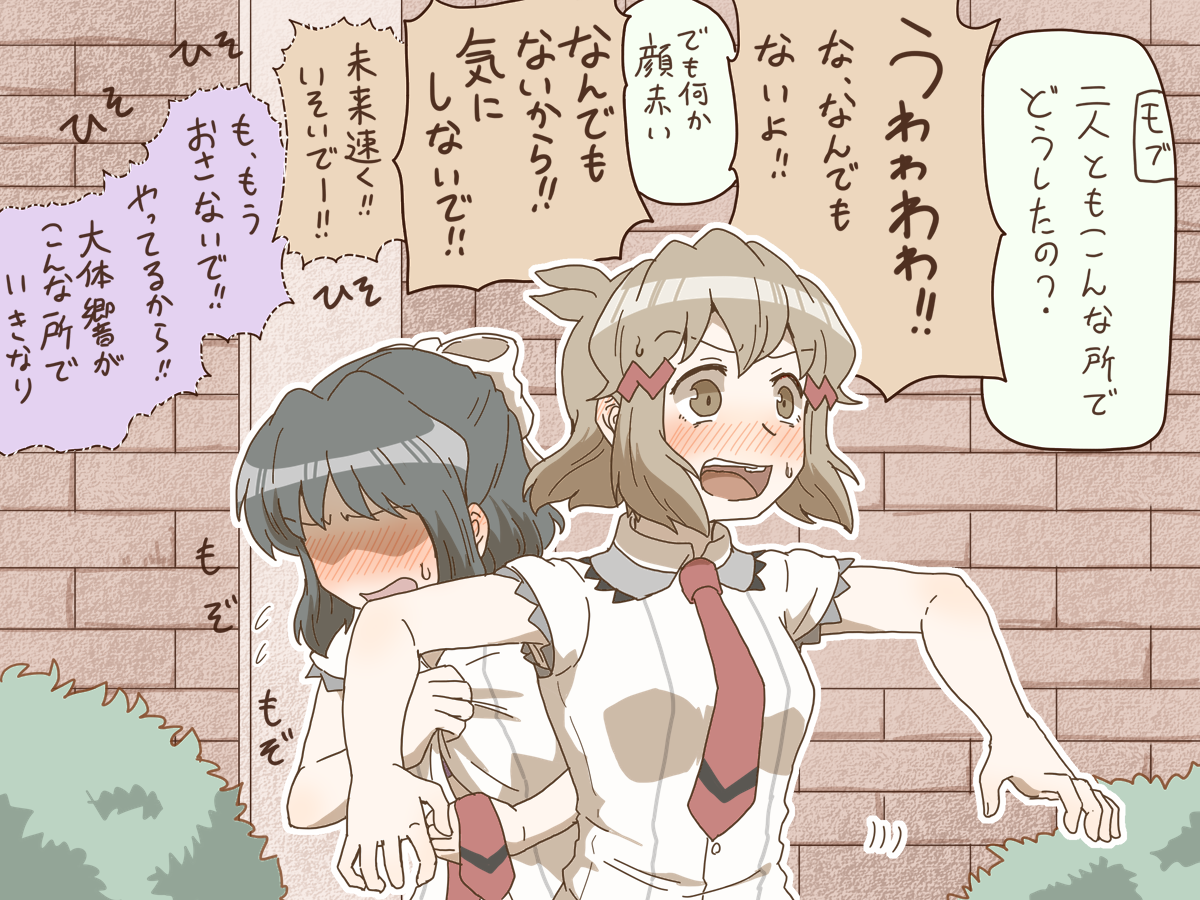 モブ
二人ともこんな所で
どうしたの？
うわわわわ!!
な、なんでも
ないよ!!
でも何か
顔赤い
なんでも
ないから!!
気に
しないで!!
未来速く!!
いそいでー!!
も、もう
おさないで!!
やってるから!!
大体響が
こんな所で
いきなり
ひそ
ひそ
ひそ
もぞ
もぞ